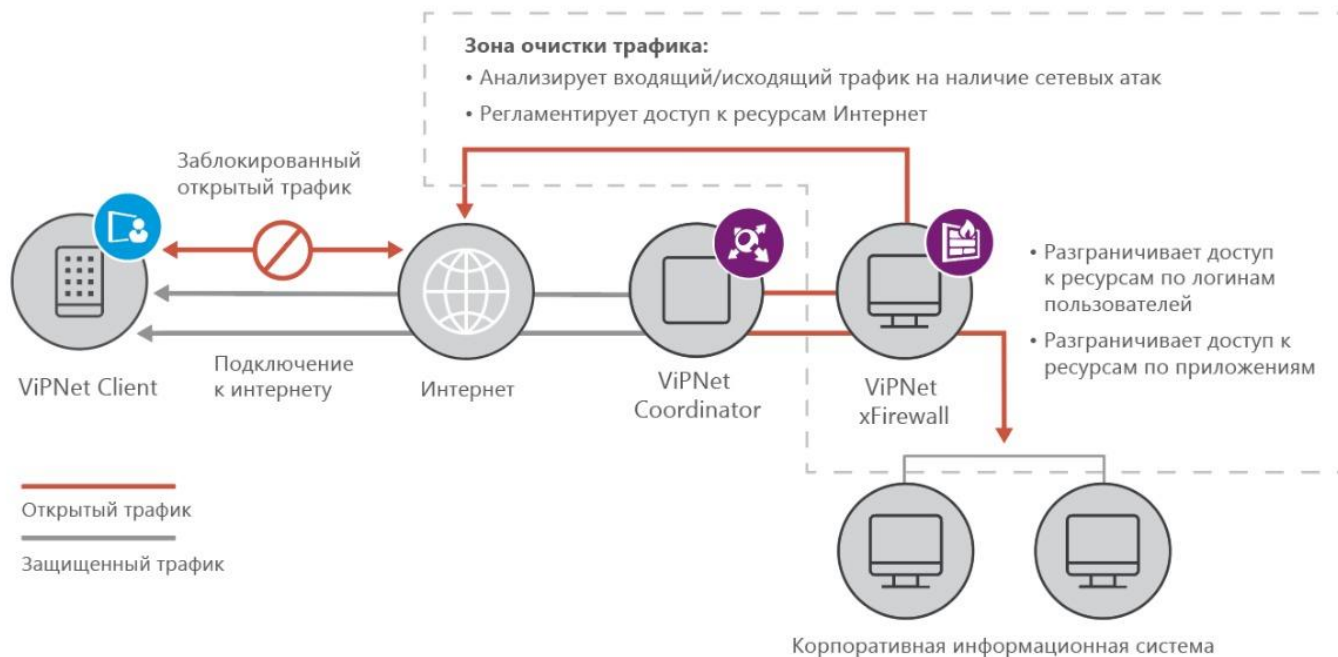 Зона очистки трафика:
• Анализирует входящий/исходящий трафик на наличие сетевых атак
• Регламентирует доступ к ресурсам Интернет
Заблокированный
открытый трафик
• Разграничивает доступ
к ресурсам по логинам
пользователей
• Разграничивает доступ к
ресурсам по приложениям
ViPNet Client
Подключение
к интернету
Интернет
ViPNet
Coordinator
ViPNet
xFirewall
Открытый трафик
Защищенный трафик
Корпоративная информационная система